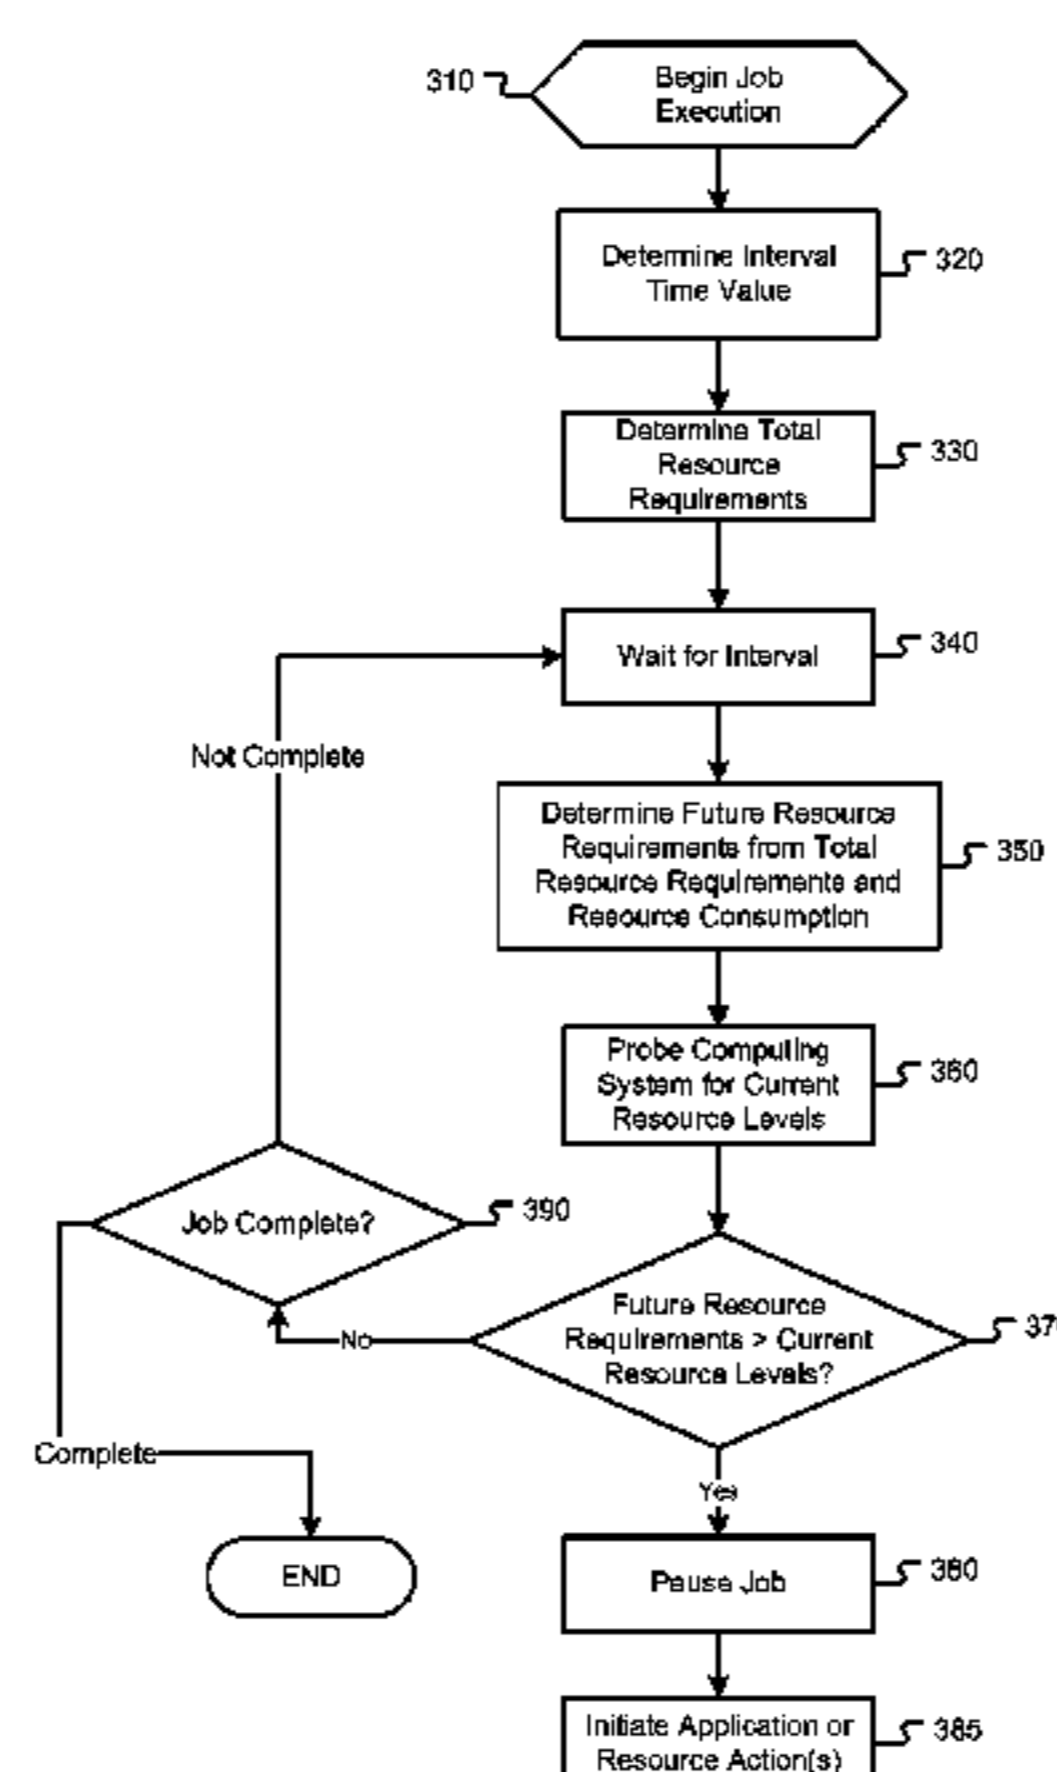 310
Begin Job
Execution
Determine Interval
Time Value
320
Determine Total
Resource
Requirements
330
Wait for Interval
340
Not Complete
Determine Future Resource
Requirements from Total
Resource Requirements and
Resource Consumption
350
Probe Computing
System for Current
Resource Levels
360
Job Complete?
390
Future Resource
Requirements > Current
Resource Levels?
No
Complete
Yes
END
Pause Job
380
Initiate Application or
Resource Action(s)
385